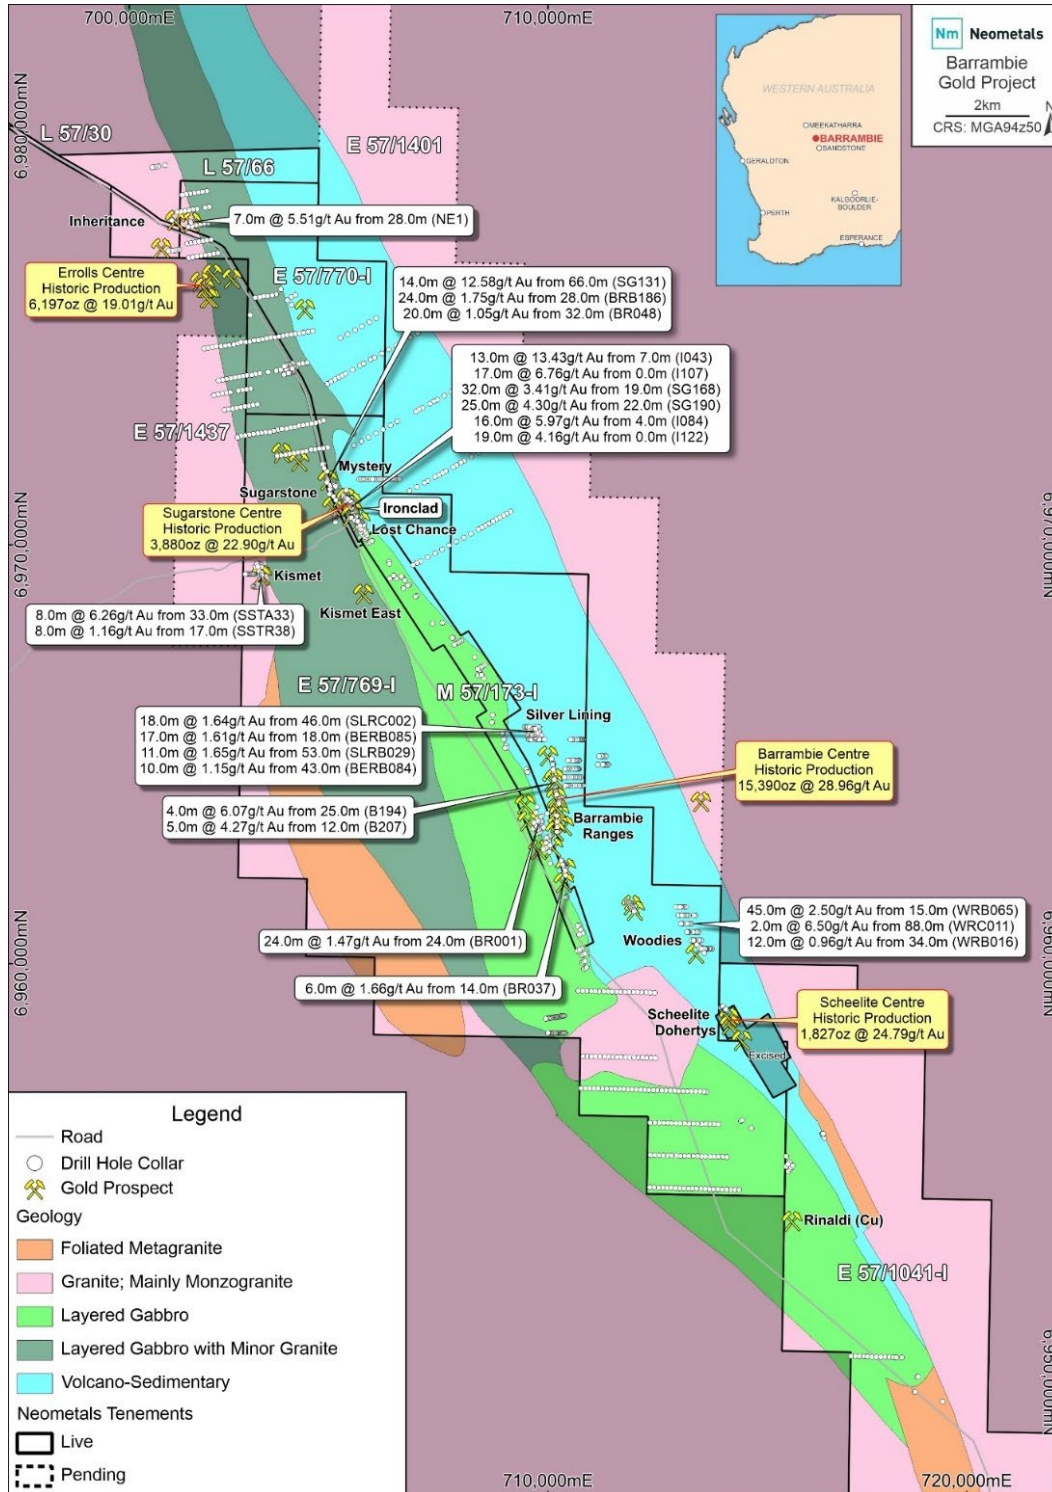 700,000mE
710,000mE
Nm Neometals
Barrambie
Gold Project
2km
N
CRS: MGA94z50
WESTERN AUSTRALIA
MEEKATHARRA
BARRAMBIE
SANDSTONE
GERALDTON
KALGOORLIE-
BOULDER
PERTH
ESPERANCE
6,980,000mN
L 57/30
L 57/66
E 57/1401
Inheritance
7.0m @ 5.51g/t Au from 28.0m (NE1)
Errolls Centre
Historic Production
6,197oz @ 19.01g/t Au
E 57/770-I
14.0m @ 12.58g/t Au from 66.0m (SG131)
24.0m @ 1.75g/t Au from 28.0m (BRB186)
20.0m @ 1.05g/t Au from 32.0m (BR048)
13.0m @ 13.43g/t Au from 7.0m (I043)
17.0m @ 6.76g/t Au from 0.0m (I107)
32.0m @ 3.41g/t Au from 19.0m (SG168)
25.0m @ 4.30g/t Au from 22.0m (SG190)
16.0m @ 5.97g/t Au from 4.0m (I084)
19.0m @ 4.16g/t Au from 0.0m (I122)
E 57/1437
Mystery
Sugarstone
Ironclad
Sugarstone Centre
Historic Production
3,880oz @ 22.90g/t Au
Lost Chance
6,970,000mN
6,970,000mN
Kismet
Kismet East
8.0m @ 6.26g/t Au from 33.0m (SSTA33)
8.0m @ 1.16g/t Au from 17.0m (SSTR38)
E 57/769-I
M 57/173-I
Silver Lining
18.0m @ 1.64g/t Au from 46.0m (SLRC002)
17.0m @ 1.61g/t Au from 18.0m (BERB085)
11.0m @ 1.65g/t Au from 53.0m (SLRB029)
10.0m @ 1.15g/t Au from 43.0m (BERB084)
Barrambie Centre
Historic Production
15,390oz @ 28.96g/t Au
4.0m @ 6.07g/t Au from 25.0m (B194)
5.0m @ 4.27g/t Au from 12.0m (B207)
Barrambie
Ranges
45.0m @ 2.50g/t Au from 15.0m (WRB065)
2.0m @ 6.50g/t Au from 88.0m (WRC011)
12.0m @ 0.96g/t Au from 34.0m (WRB016)
24.0m @ 1.47g/t Au from 24.0m (BR001)
Woodies
6,960,000mN
6,960,000mN
6.0m @ 1.66g/t Au from 14.0m (BR037)
Scheelite
Dohertys
Scheelite Centre
Historic Production
1,827oz @ 24.79g/t Au
Excised
Rinaldi (Cu)
E 57/1041-I
6,950,000mN
Legend
Road
Drill Hole Collar
Gold Prospect
Geology
Foliated Metagranite
Granite; Mainly Monzogranite
Layered Gabbro
Layered Gabbro with Minor Granite
Volcano-Sedimentary
Neometals Tenements
Live
Pending
710,000mE
720,000mE